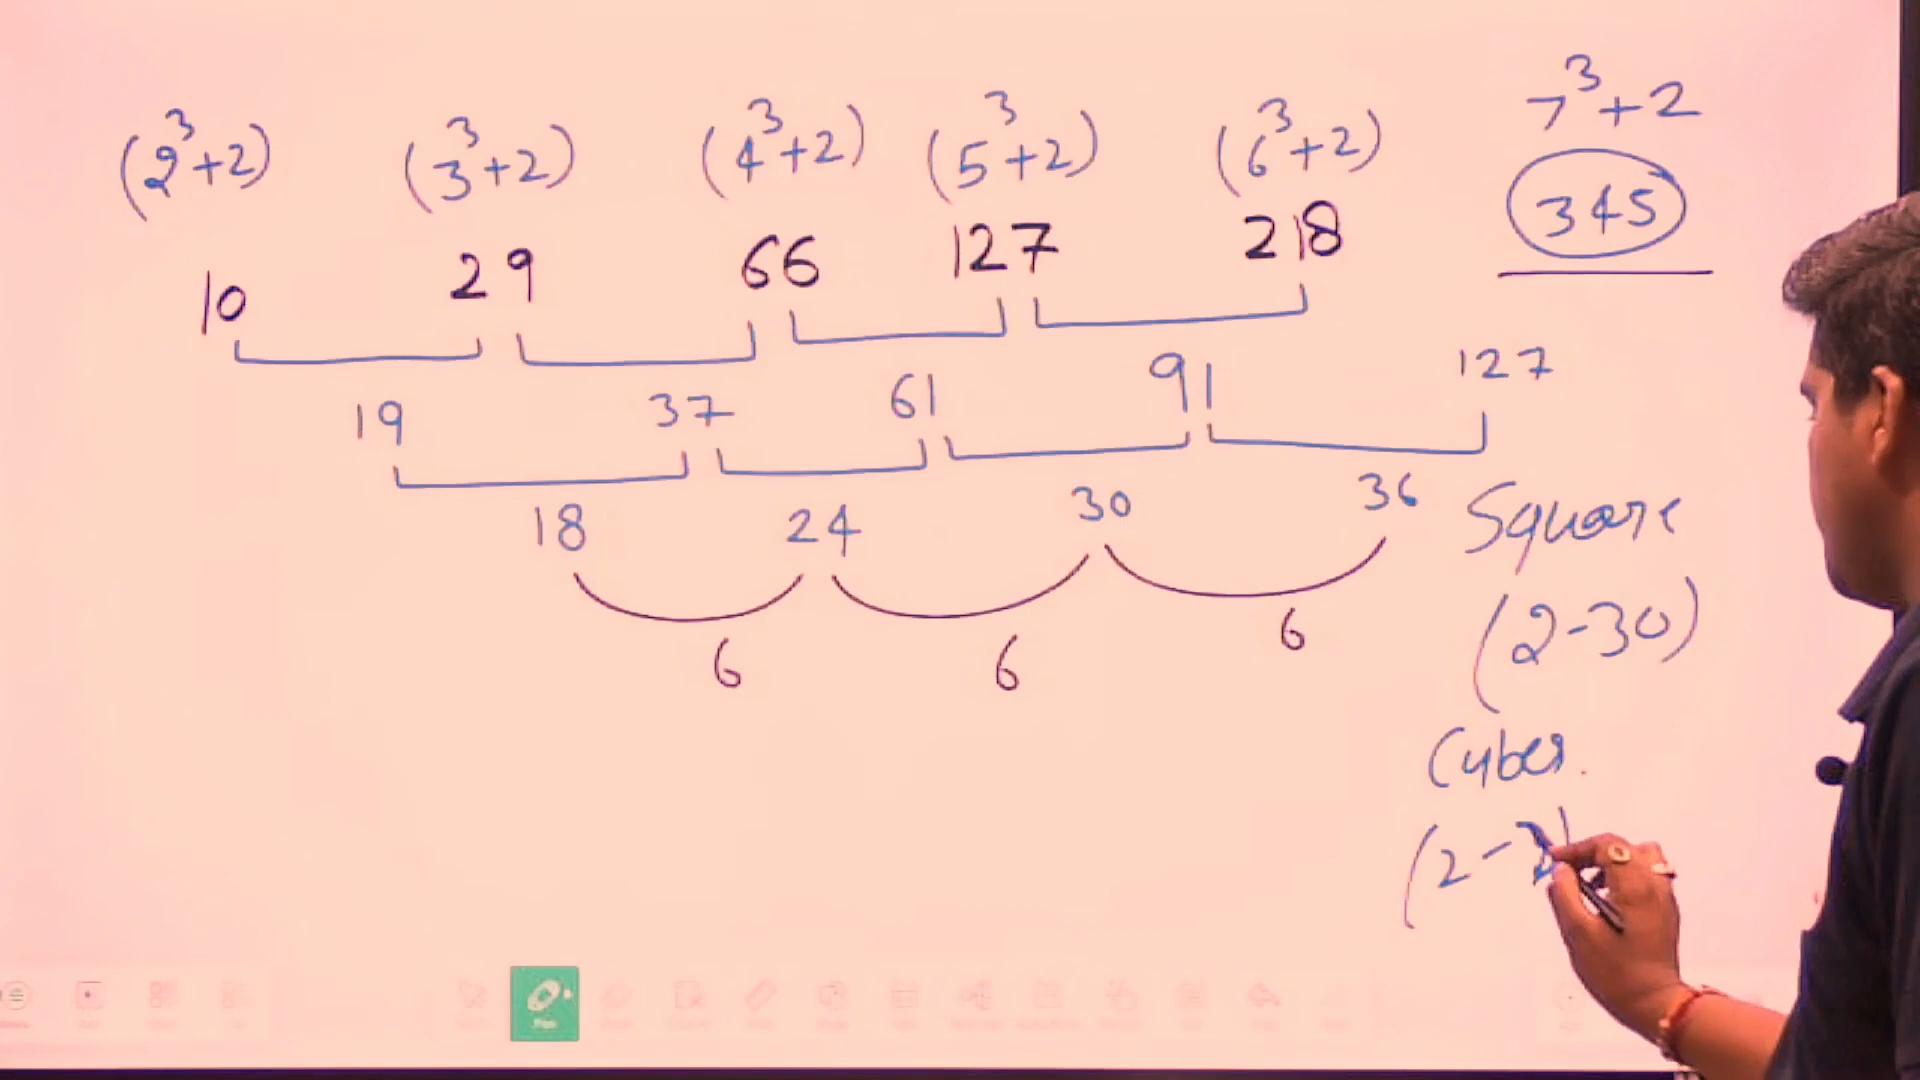 (2³+2) (3³+2) (4³+2) (5³+2) (6³+2) 7³+2
10 29 66 127 218 345
19 37 61 91 127
18 24 30 36
6 6 6
Square
(2-30)
Cubes.
(2-